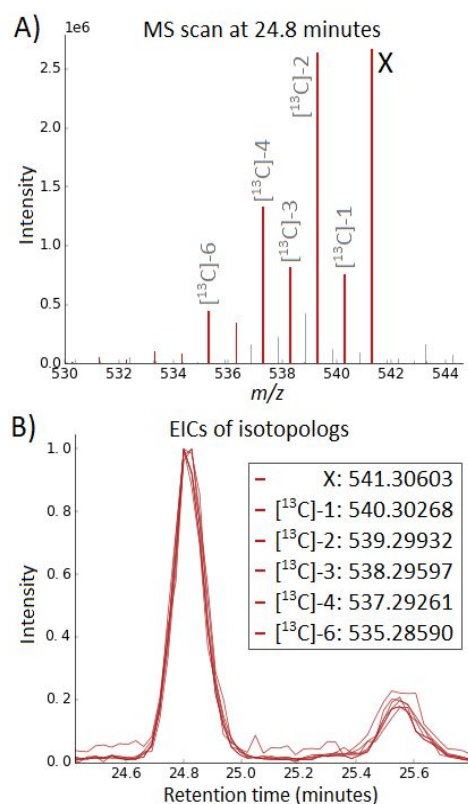 A) MS scan at 24.8 minutes
1e6
2.5
2.0
1.5
1.0
0.5
0.0
Intensity
[¹³C]-6
[¹³C]-4
[¹³C]-3
[¹³C]-2
[¹³C]-1
X
530 532 534 536 538 540 542 544
m/z
B) EICs of isotopologs
1.0
0.8
0.6
0.4
0.2
0.0
Intensity
X: 541.30603
[¹³C]-1: 540.30268
[¹³C]-2: 539.29932
[¹³C]-3: 538.29597
[¹³C]-4: 537.29261
[¹³C]-6: 535.28590
24.6 24.8 25.0 25.2 25.4 25.6
Retention time (minutes)